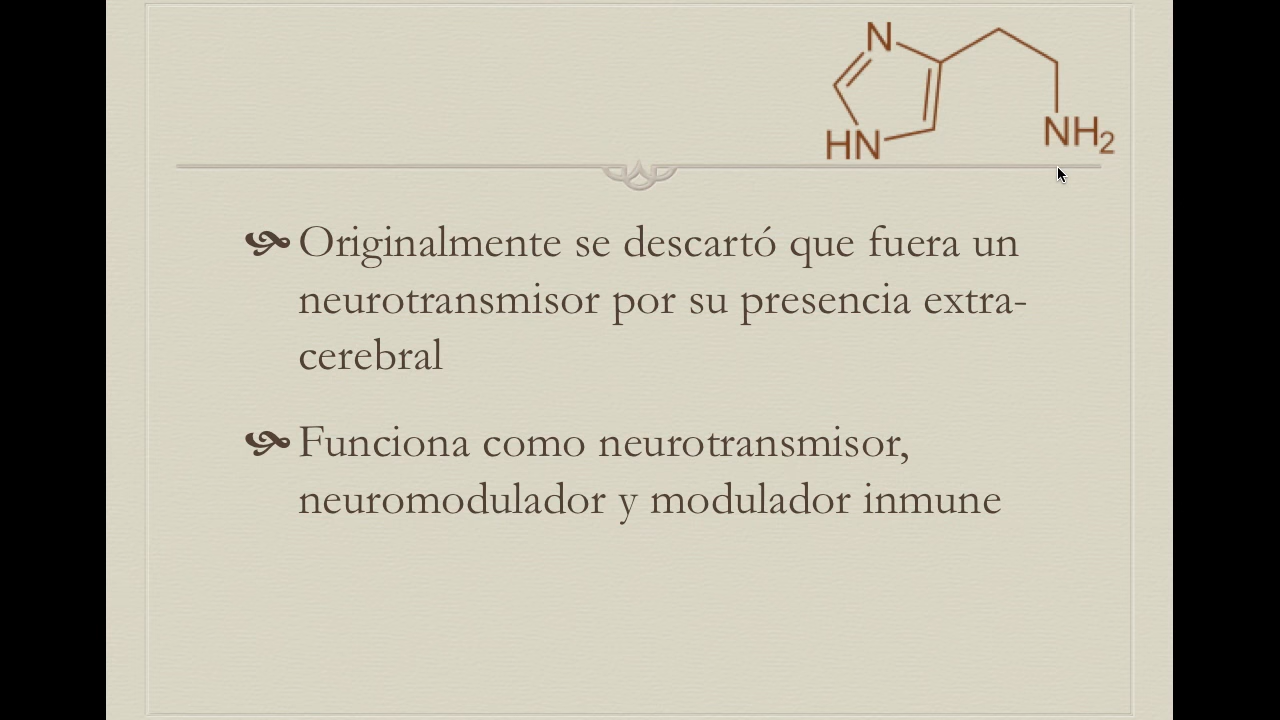 N
HN
NH2
Originalmente se descartó que fuera un
neurotransmisor por su presencia extra-
cerebral
Funciona como neurotransmisor,
neuromodulador y modulador inmune